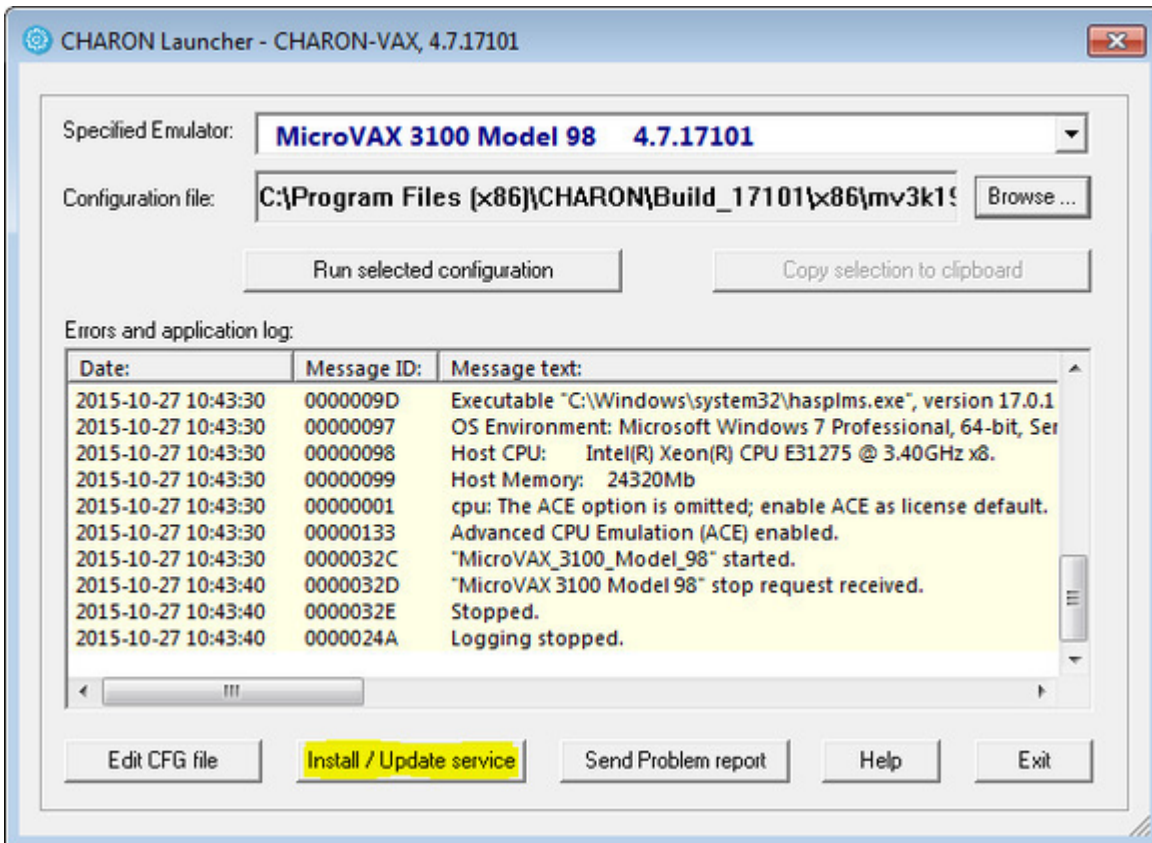 CHARON Launcher - CHARON-VAX, 4.7.17101
Specified Emulator: MicroVAX 3100 Model 98 4.7.17101
Configuration file: C:\Program Files (x86)\CHARON\Build_17101\x86\mv3k19 Browse ...
Run selected configuration Copy selection to clipboard
Errors and application log:
Date: Message ID: Message text:
2015-10-27 10:43:30 0000009D Executable "C:\Windows\system32\hasplms.exe", version 17.0.1
2015-10-27 10:43:30 00000097 OS Environment: Microsoft Windows 7 Professional, 64-bit, Ser
2015-10-27 10:43:30 00000098 Host CPU: Intel(R) Xeon(R) CPU E31275 @ 3.40GHz x8.
2015-10-27 10:43:30 00000099 Host Memory: 24320Mb
2015-10-27 10:43:30 00000001 cpu: The ACE option is omitted; enable ACE as license default.
2015-10-27 10:43:30 00000133 Advanced CPU Emulation (ACE) enabled.
2015-10-27 10:43:30 0000032C "MicroVAX_3100_Model_98" started.
2015-10-27 10:43:40 0000032D "MicroVAX 3100 Model 98" stop request received.
2015-10-27 10:43:40 0000032E Stopped.
2015-10-27 10:43:40 0000024A Logging stopped.
Edit CFG file Install / Update service Send Problem report Help Exit